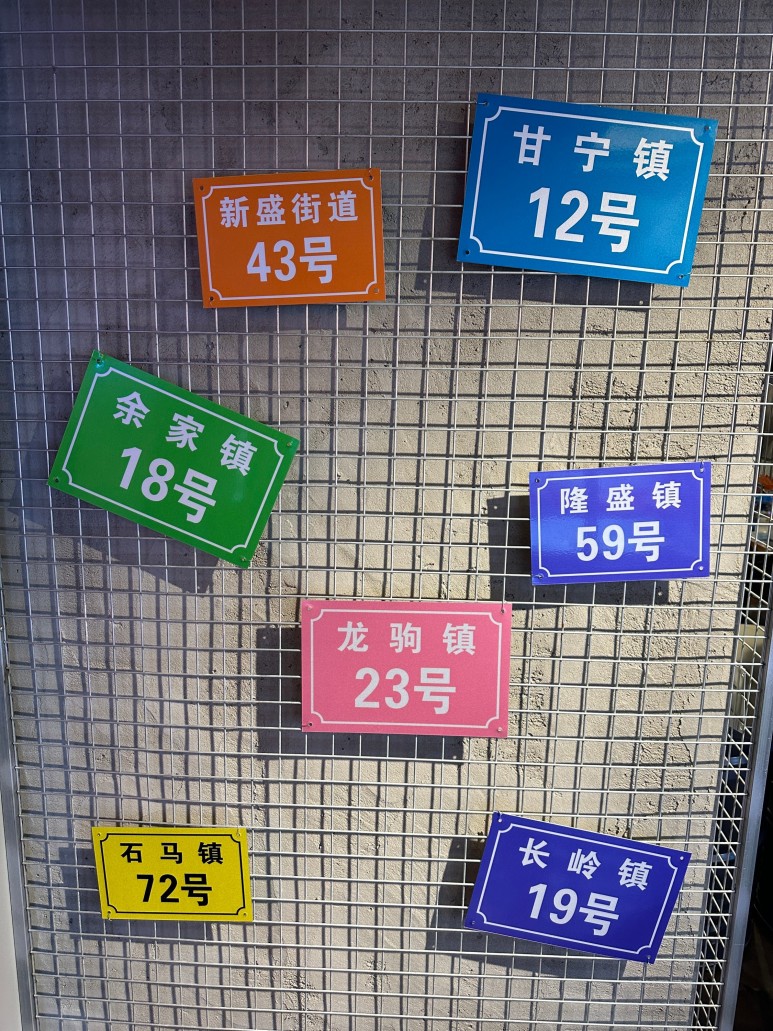 甘宁镇
12号
新盛街道
43号
余家镇
18号
隆盛镇
59号
龙驹镇
23号
石马镇
72号
长岭镇
19号